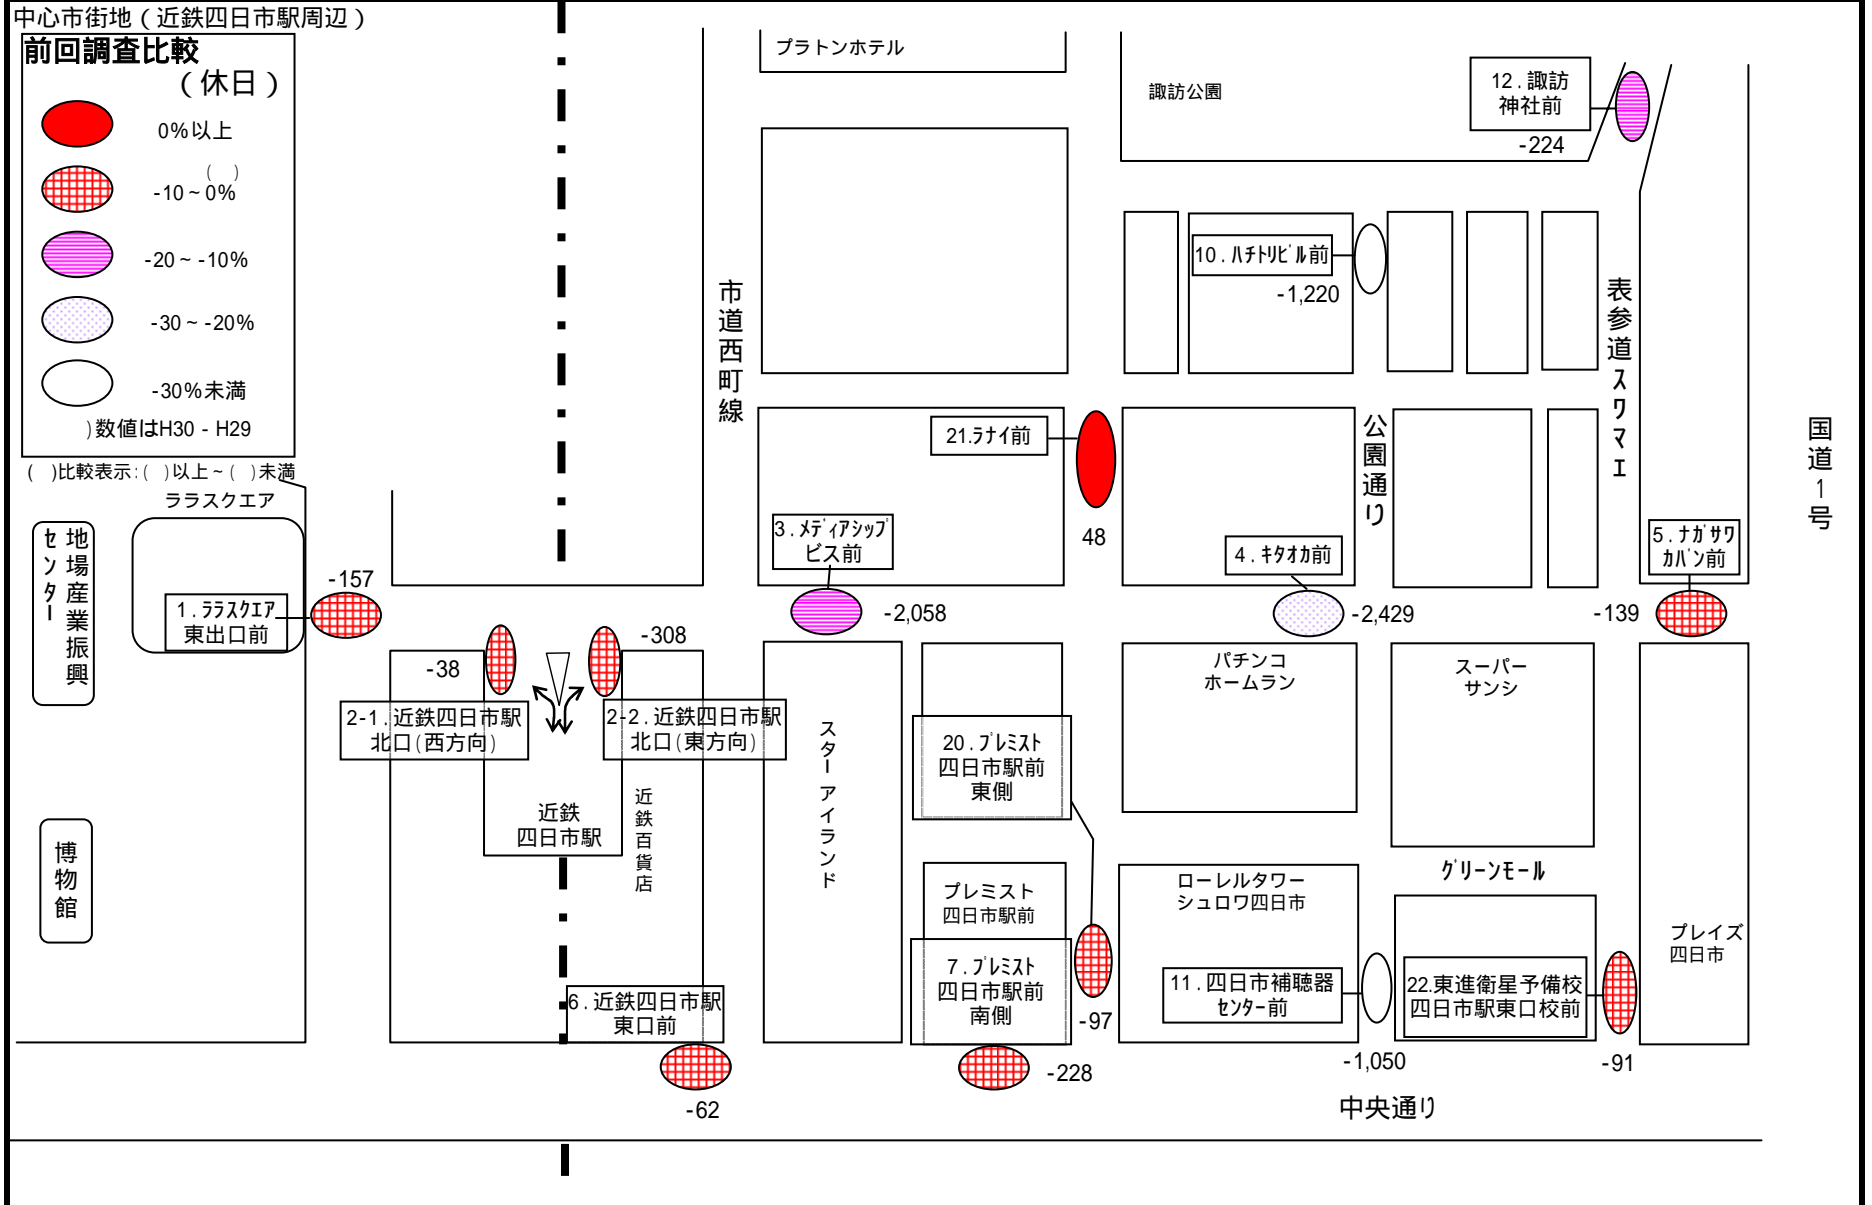 中心市街地（近鉄四日市駅周辺）
前回調査比較
（休日）
0%以上
(　)
-10～0%
-20～-10%
-30～-20%
-30%未満
)数値はH30 - H29
(　)比較表示:(　)以上～(　)未満
ララスクエア
地場産業振興
センター
博物館
1．ﾗﾗｽｸｴｱ
東出口前
-157
-38
-308
2-1．近鉄四日市駅
北口(西方向)
2-2．近鉄四日市駅
北口(東方向)
近鉄
四日市駅
近鉄百貨店
6．近鉄四日市駅
東口前
-62
市道西町線
プラトンホテル
諏訪公園
12．諏訪
神社前
-224
10．ﾊﾁﾄﾘﾋﾞﾙ前
-1,220
表参道スワマエ
国道1号
21.ﾗﾅｲ前
48
公園通り
3．ﾒﾃﾞｨｱｼｯﾌﾟ
ビス前
-2,058
4．ｷﾀｵｶ前
-2,429
5．ﾅｶﾞｻﾜ
ｶﾊﾞﾝ前
-139
スターアイランド
20．ﾌﾟﾚﾐｽﾄ
四日市駅前
東側
-97
パチンコ
ホームラン
スーパー
サンシ
グリーンモール
プレミスト
四日市駅前
7．ﾌﾟﾚﾐｽﾄ
四日市駅前
南側
-228
ローレルタワー
シュロワ四日市
11．四日市補聴器
ｾﾝﾀｰ前
-1,050
22.東進衛星予備校
四日市駅東口校前
-91
プレイズ
四日市
中央通り